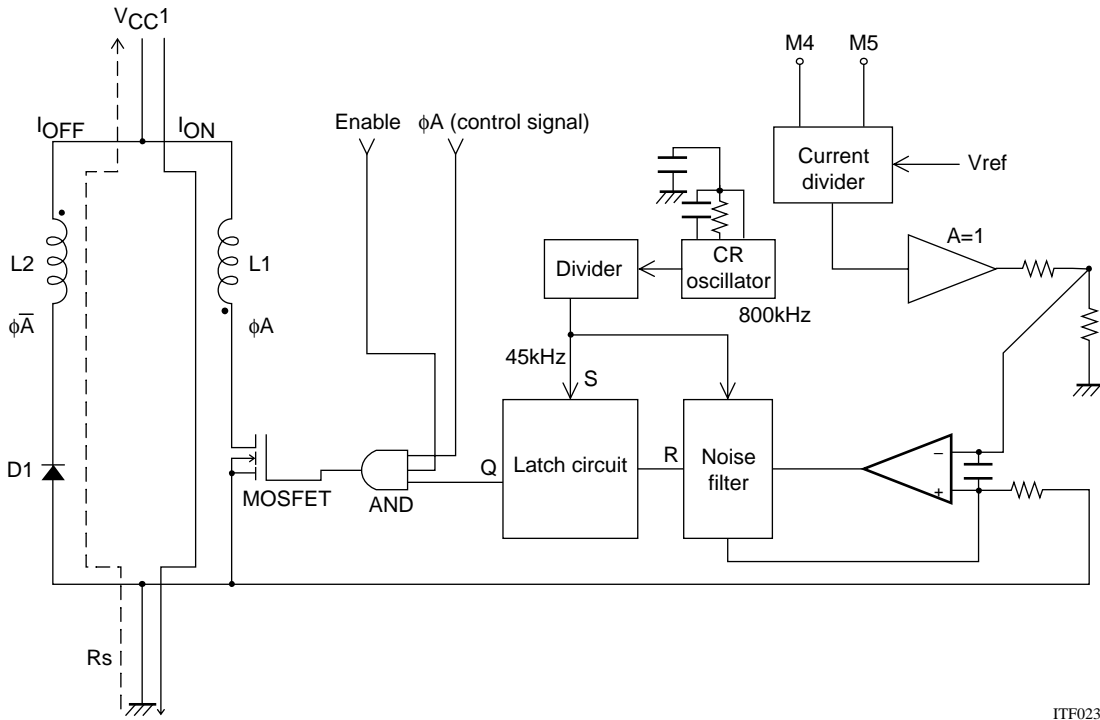 VCC1
M4 M5
IOFF ION
Enable ϕA (control signal)
Current
divider
Vref
A=1
L2 L1
Divider
CR
oscillator
800kHz
ϕA̅ ϕA
45kHz
S
D1
MOSFET
AND
Q
Latch circuit
R
Noise
filter
−
+
Rs
ITF023